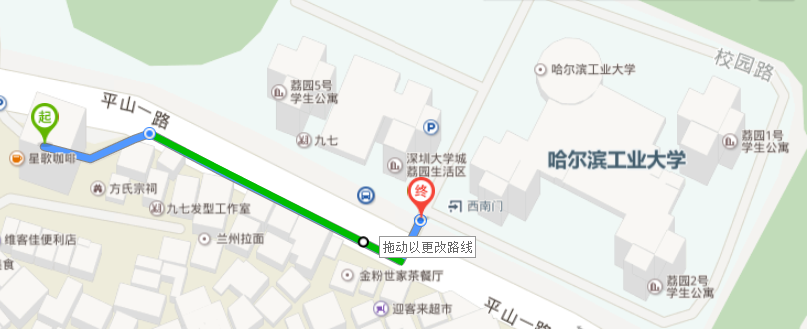 校园路
哈尔滨工业大学
荔园5号
学生公寓
平山一路
起
九七
P
荔园1号
学生公寓
星歌咖啡
深圳大学城
荔园生活区
哈尔滨工业大学
方氏宗祠
终
西南门
九七发型工作室
兰州拉面
维客佳便利店
拖动以更改路线
食
金粉世家茶餐厅
荔园2号
学生公寓
迎客来超市
平山一路